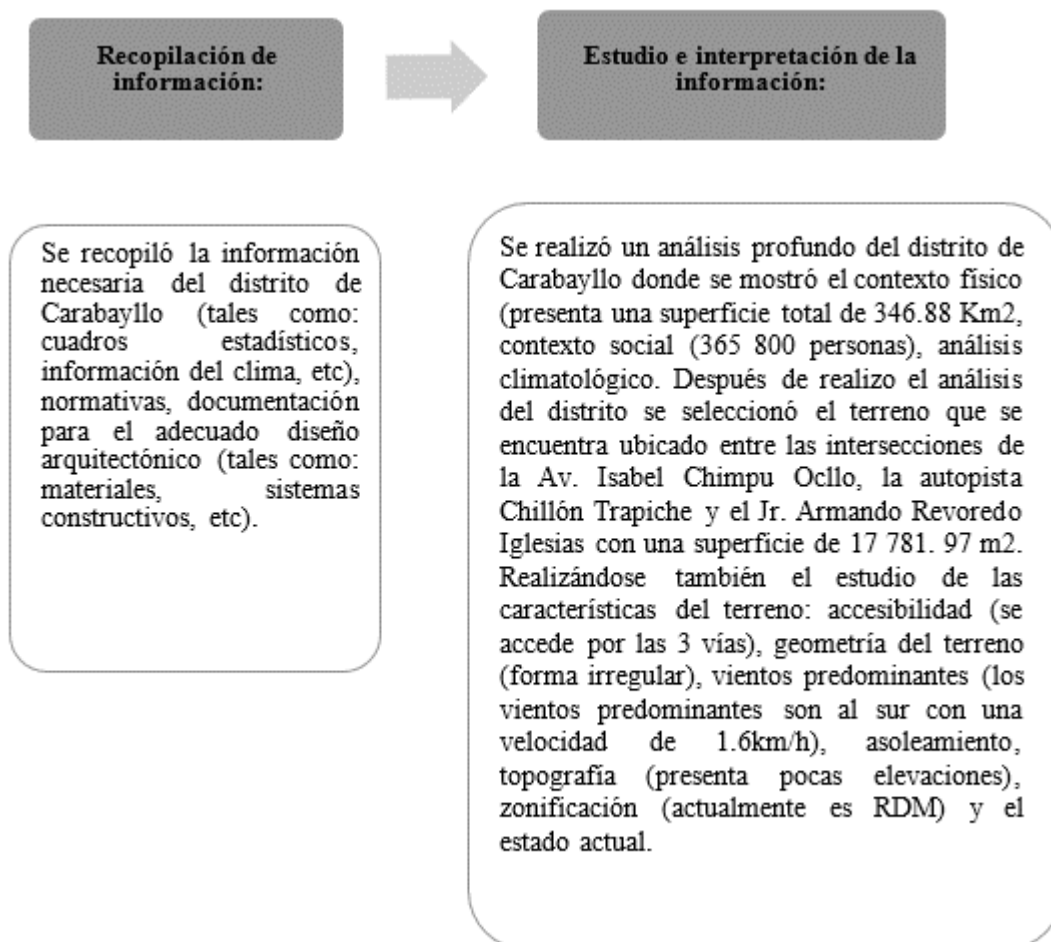 Recopilación de
información:
Estudio e interpretación de la
información:
Se recopiló la información
necesaria del distrito de
Carabayllo (tales como:
cuadros estadísticos,
información del clima, etc),
normativas, documentación
para el adecuado diseño
arquitectónico (tales como:
materiales, sistemas
constructivos, etc).
Se realizó un análisis profundo del distrito de
Carabayllo donde se mostró el contexto físico
(presenta una superficie total de 346.88 Km2,
contexto social (365 800 personas), análisis
climatológico. Después de realizo el análisis
del distrito se seleccionó el terreno que se
encuentra ubicado entre las intersecciones de
la Av. Isabel Chimpu Ocllo, la autopista
Chillón Trapiche y el Jr. Armando Revoredo
Iglesias con una superficie de 17 781. 97 m2.
Realizándose también el estudio de las
características del terreno: accesibilidad (se
accede por las 3 vías), geometría del terreno
(forma irregular), vientos predominantes (los
vientos predominantes son al sur con una
velocidad de 1.6km/h), asoleamiento,
topografía (presenta pocas elevaciones),
zonificación (actualmente es RDM) y el
estado actual.